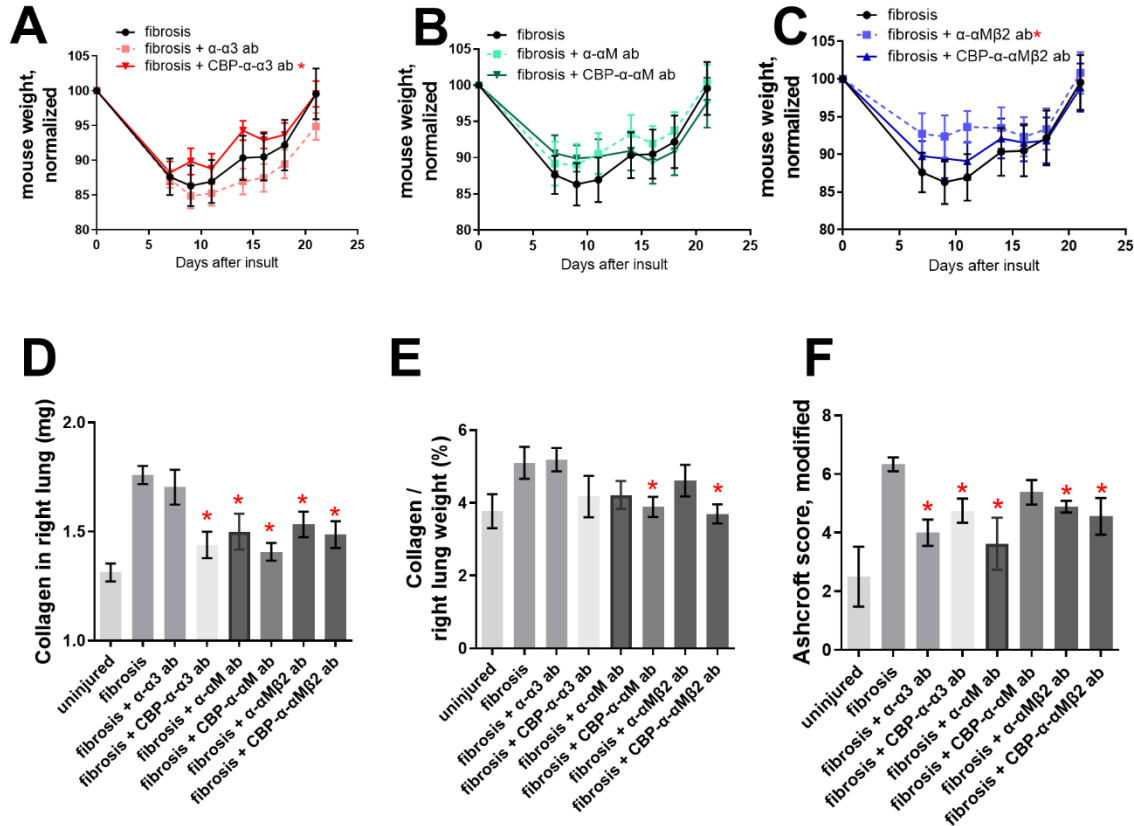 A
fibrosis
fibrosis + α-α3 ab
fibrosis + CBP-α-α3 ab *
mouse weight,
normalized
105
100
95
90
85
80
0
5
10
15
20
25
Days after insult
B
fibrosis
fibrosis + α-αM ab
fibrosis + CBP-α-αM ab
mouse weight,
normalized
105
100
95
90
85
80
0
5
10
15
20
25
Days after insult
C
fibrosis
fibrosis + α-αMβ2 ab*
fibrosis + CBP-α-αMβ2 ab
mouse weight,
normalized
105
100
95
90
85
80
0
5
10
15
20
25
Days after insult
D
Collagen in right lung (mg)
2.0
1.5
1.0
* * * * *
uninjured
fibrosis
fibrosis + α-α3 ab
fibrosis + CBP-α-α3 ab
fibrosis + α-αM ab
fibrosis + CBP-α-αM ab
fibrosis + α-αMβ2 ab
fibrosis + CBP-α-αMβ2 ab
E
Collagen /
right lung weight (%)
6
4
2
0
* *
uninjured
fibrosis
fibrosis + α-α3 ab
fibrosis + CBP-α-α3 ab
fibrosis + α-αM ab
fibrosis + CBP-α-αM ab
fibrosis + α-αMβ2 ab
fibrosis + CBP-α-αMβ2 ab
F
Ashcroft score, modified
8
6
4
2
0
* * * * *
uninjured
fibrosis
fibrosis + α-α3 ab
fibrosis + CBP-α-α3 ab
fibrosis + α-αM ab
fibrosis + CBP-α-αM ab
fibrosis + α-αMβ2 ab
fibrosis + CBP-α-αMβ2 ab